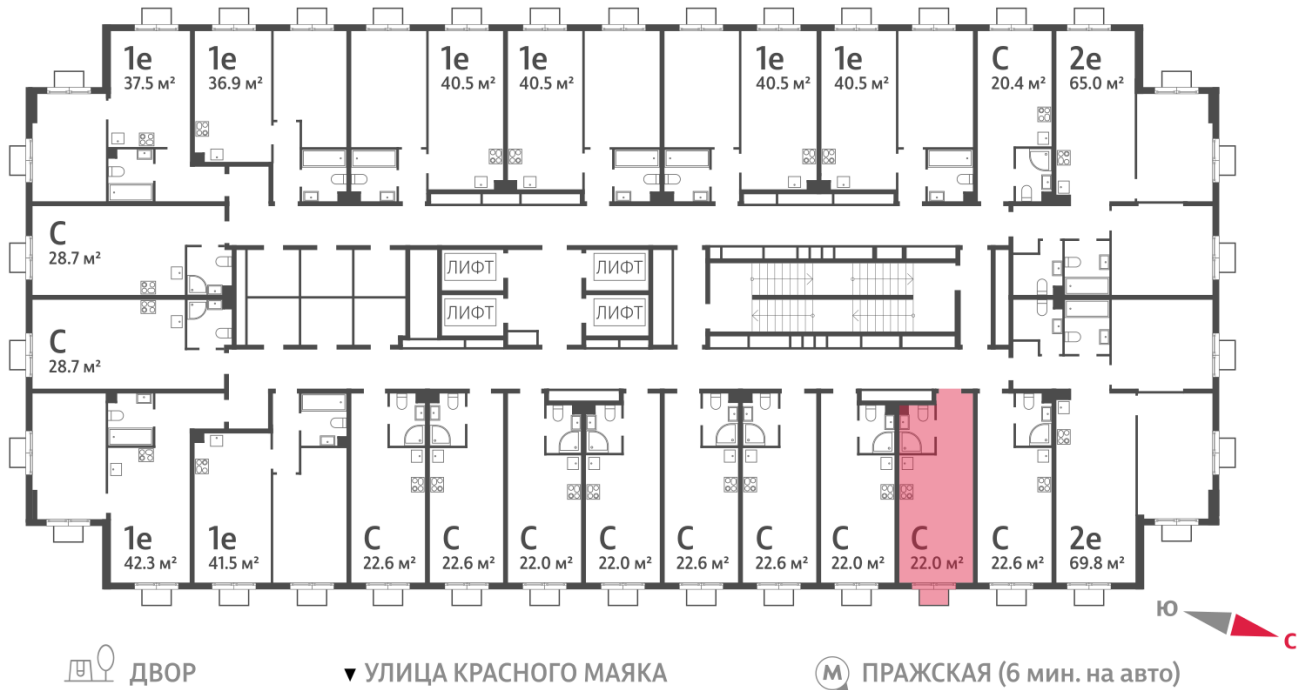 1е
37.5 м²
1е
36.9 м²
1е
40.5 м²
1е
40.5 м²
1е
40.5 м²
1е
40.5 м²
С
20.4 м²
2е
65.0 м²
С
28.7 м²
ЛИФТ
ЛИФТ
ЛИФТ
ЛИФТ
С
28.7 м²
1е
42.3 м²
1е
41.5 м²
С
22.6 м²
С
22.6 м²
С
22.0 м²
С
22.0 м²
С
22.6 м²
С
22.6 м²
С
22.0 м²
С
22.0 м²
С
22.6 м²
2е
69.8 м²
Ю
С
ДВОР
УЛИЦА КРАСНОГО МАЯКА
М ПРАЖСКАЯ (6 мин. на авто)